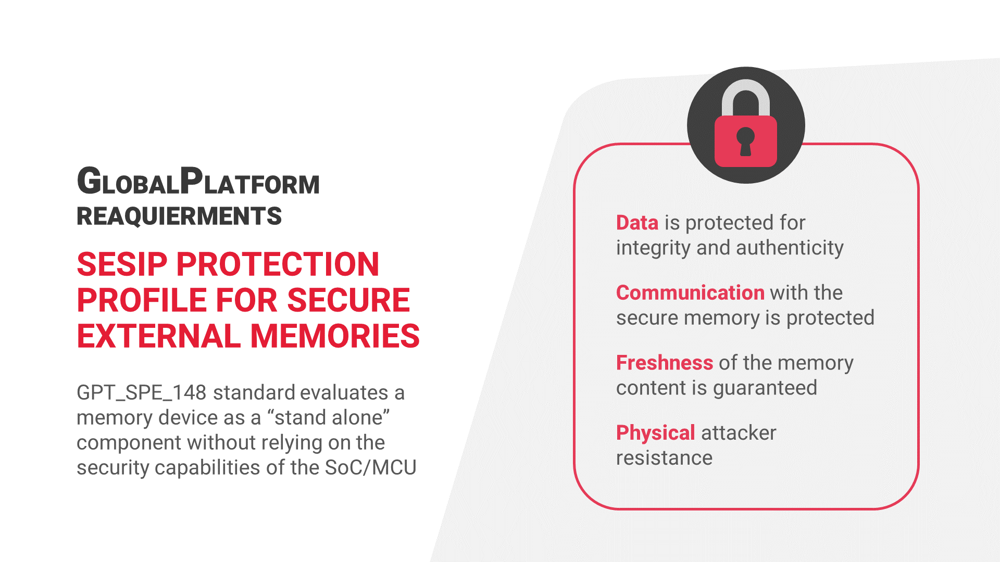 GlobalPlatform
REAQUIERMENTS
SESIP PROTECTION
PROFILE FOR SECURE
EXTERNAL MEMORIES
GPT_SPE_148 standard evaluates a
memory device as a “stand alone”
component without relying on the
security capabilities of the SoC/MCU
Data is protected for
integrity and authenticity
Communication with the
secure memory is protected
Freshness of the memory
content is guaranteed
Physical attacker
resistance